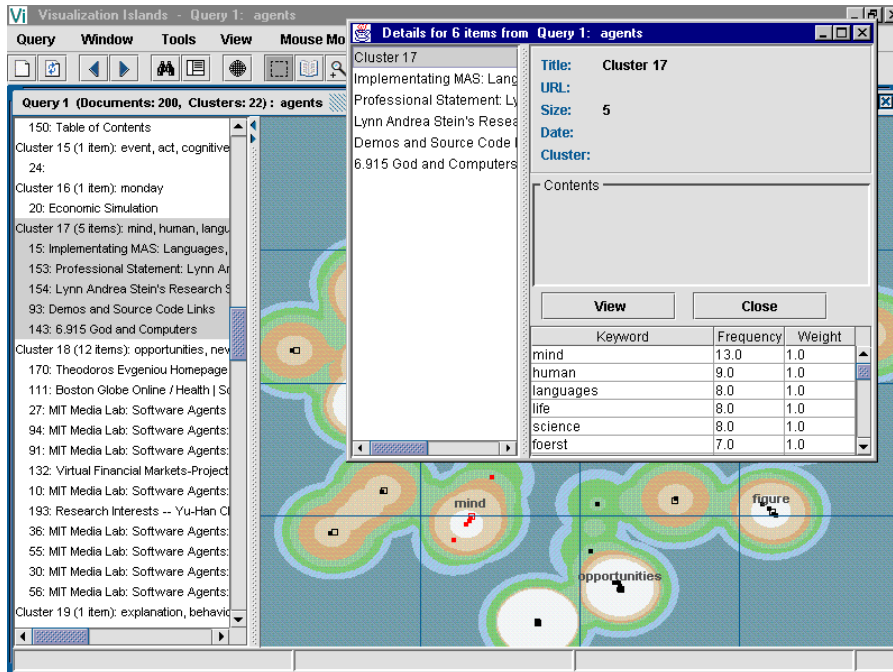 Vi Visualization Islands - Query 1: agents
Query Window Tools View Mouse Mo
Query 1 (Documents: 200, Clusters: 22) : agents
150: Table of Contents
Cluster 15 (1 item): event, act, cognitive
24:
Cluster 16 (1 item): monday
20: Economic Simulation
Cluster 17 (5 items): mind, human, langu
15: Implementating MAS: Languages,
153: Professional Statement: Lynn Ar
154: Lynn Andrea Stein's Research S
93: Demos and Source Code Links
143: 6.915 God and Computers
Cluster 18 (12 items): opportunities, nev
170: Theodoros Evgeniou Homepage
111: Boston Globe Online / Health | Sc
27: MIT Media Lab: Software Agents
94: MIT Media Lab: Software Agents:
91: MIT Media Lab: Software Agents:
132: Virtual Financial Markets-Project
10: MIT Media Lab: Software Agents:
193: Research Interests -- Yu-Han Cl
36: MIT Media Lab: Software Agents:
55: MIT Media Lab: Software Agents:
30: MIT Media Lab: Software Agents:
56: MIT Media Lab: Software Agents:
Cluster 19 (1 item): explanation, behavic
Details for 6 items from Query 1: agents
Cluster 17
Implementating MAS: Lang
Professional Statement: Ly
Lynn Andrea Stein's Resea
Demos and Source Code l
6.915 God and Computers
Title: Cluster 17
URL:
Size: 5
Date:
Cluster:
Contents
View Close
Keyword Frequency Weight
mind 13.0 1.0
human 9.0 1.0
languages 8.0 1.0
life 8.0 1.0
science 8.0 1.0
foerst 7.0 1.0
mind
figure
opportunities